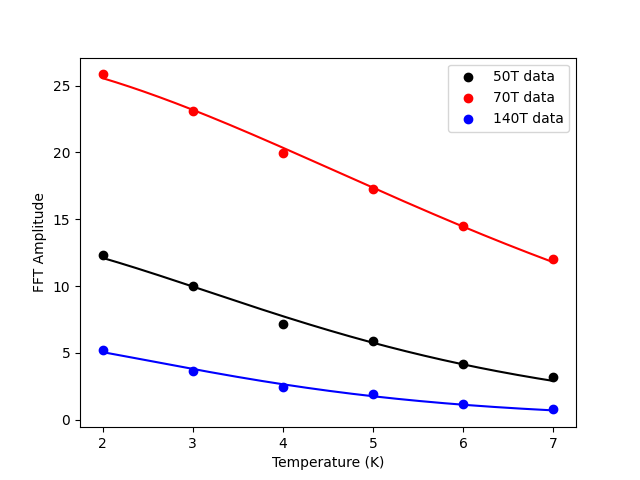 50T data
70T data
140T data
25
20
15
10
5
0
FFT Amplitude
2 3 4 5 6 7
Temperature (K)